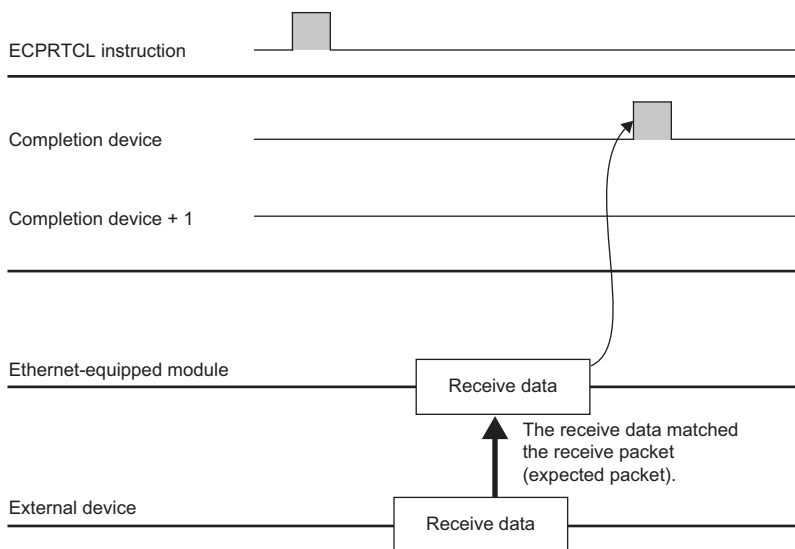 ECPRTCL instruction
Completion device
Completion device + 1
Ethernet-equipped module
Receive data
The receive data matched
the receive packet
(expected packet).
External device
Receive data